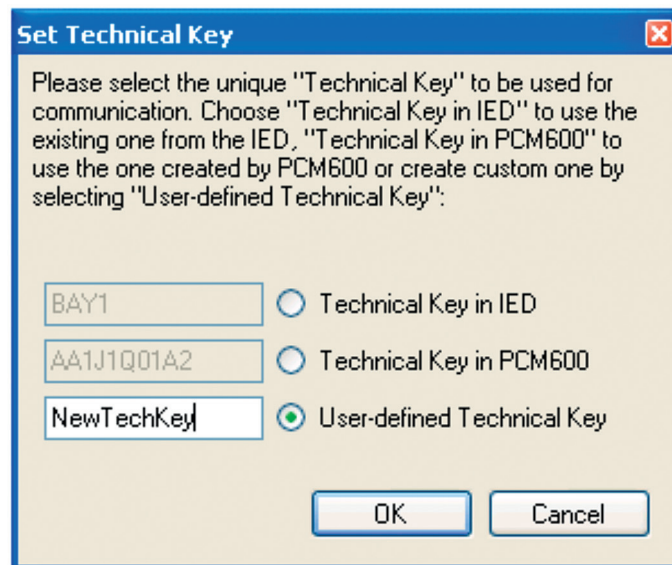 Set Technical Key
Please select the unique "Technical Key" to be used for
communication. Choose "Technical Key in IED" to use the
existing one from the IED, "Technical Key in PCM600" to
use the one created by PCM600 or create custom one by
selecting "User-defined Technical Key":
BAY1 Technical Key in IED
AA1J1Q01A2 Technical Key in PCM600
NewTechKey User-defined Technical Key
OK Cancel